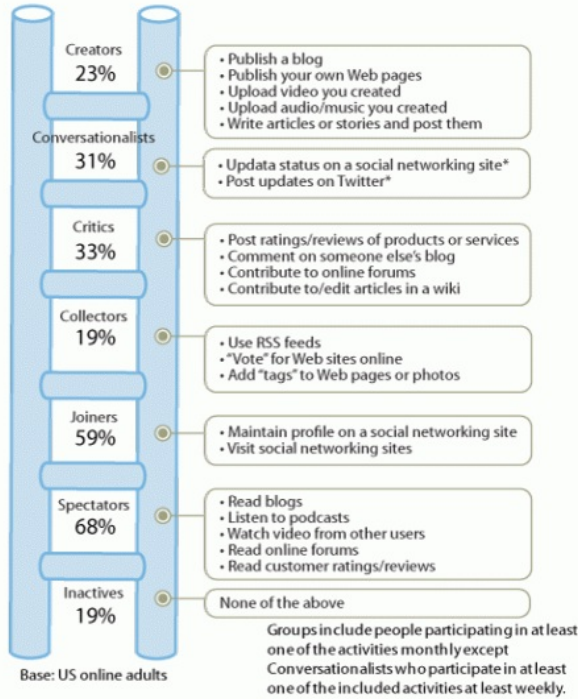 Creators
23%
• Publish a blog
• Publish your own Web pages
• Upload video you created
• Upload audio/music you created
• Write articles or stories and post them
Conversationalists
31%
• Updata status on a social networking site*
• Post updates on Twitter*
Critics
33%
• Post ratings/reviews of products or services
• Comment on someone else's blog
• Contribute to online forums
• Contribute to/edit articles in a wiki
Collectors
19%
• Use RSS feeds
• "Vote" for Web sites online
• Add "tags" to Web pages or photos
Joiners
59%
• Maintain profile on a social networking site
• Visit social networking sites
Spectators
68%
• Read blogs
• Listen to podcasts
• Watch video from other users
• Read online forums
• Read customer ratings/reviews
Inactives
19%
None of the above
Groups include people participating in at least
one of the activities monthly except
Conversationalists who participate in at least
one of the included activities at least weekly.
Base: US online adults